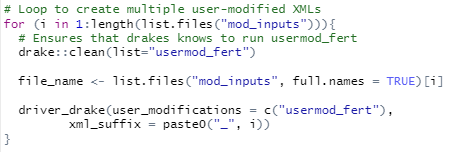 # Loop to create multiple user-modified XMLs
for (i in 1:length(list.files("mod_inputs"))){
# Ensures that drakes knows to run usermod_fert
drake::clean(list="usermod_fert")
file_name <- list.files("mod_inputs", full.names = TRUE)[i]
driver_drake(user_modifications = c("usermod_fert"),
xml_suffix = paste0("_", i))
}